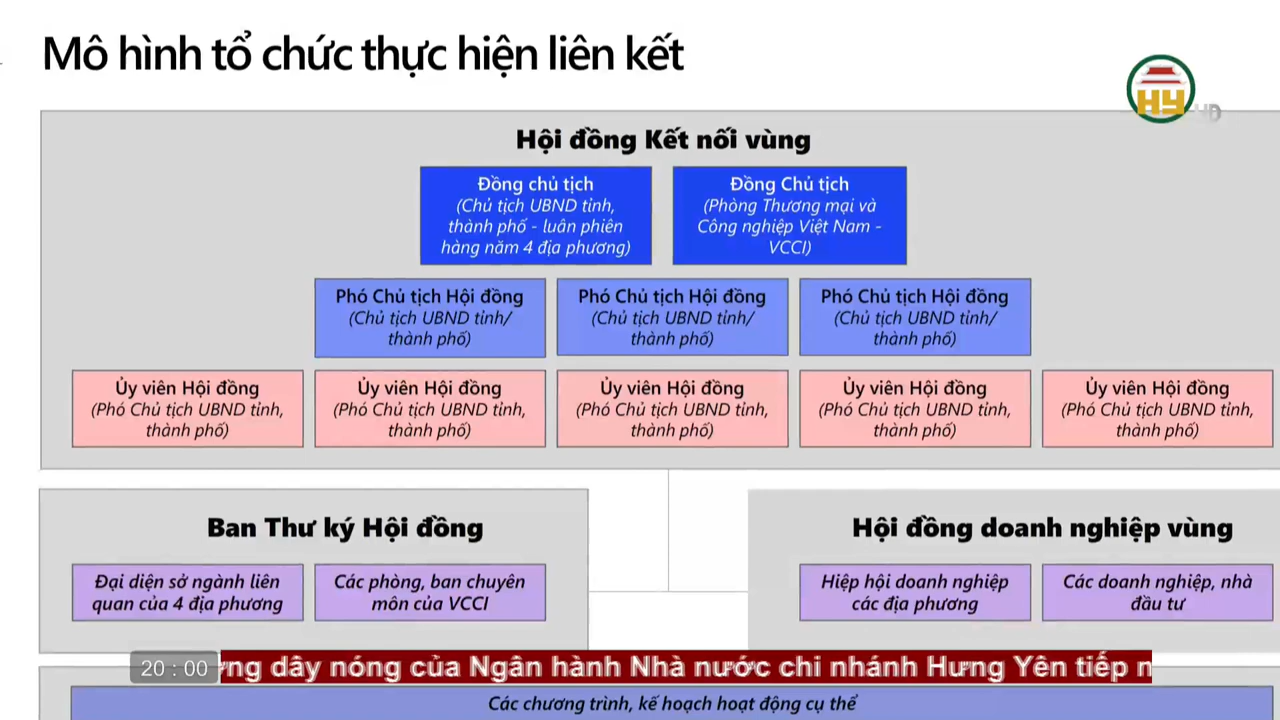 Mô hình tổ chức thực hiện liên kết
HY
HD
Hội đồng Kết nối vùng
Đồng chủ tịch
(Chủ tịch UBND tỉnh,
thành phố - luân phiên
hàng năm 4 địa phương)
Đồng Chủ tịch
(Phòng Thương mại và
Công nghiệp Việt Nam -
VCCI)
Phó Chủ tịch Hội đồng
(Chủ tịch UBND tỉnh/
thành phố)
Phó Chủ tịch Hội đồng
(Chủ tịch UBND tỉnh/
thành phố)
Phó Chủ tịch Hội đồng
(Chủ tịch UBND tỉnh/
thành phố)
Ủy viên Hội đồng
(Phó Chủ tịch UBND tỉnh,
thành phố)
Ủy viên Hội đồng
(Phó Chủ tịch UBND tỉnh,
thành phố)
Ủy viên Hội đồng
(Phó Chủ tịch UBND tỉnh,
thành phố)
Ủy viên Hội đồng
(Phó Chủ tịch UBND tỉnh,
thành phố)
Ủy viên Hội đồng
(Phó Chủ tịch UBND tỉnh,
thành phố)
Ban Thư ký Hội đồng
Đại diện sở ngành liên
quan của 4 địa phương
Các phòng, ban chuyên
môn của VCCI
Hội đồng doanh nghiệp vùng
Hiệp hội doanh nghiệp
các địa phương
Các doanh nghiệp, nhà
đầu tư
20 : 00
dây nóng của Ngân hành Nhà nước chi nhánh Hưng Yên tiếp
Các chương trình, kế hoạch hoạt động cụ thể